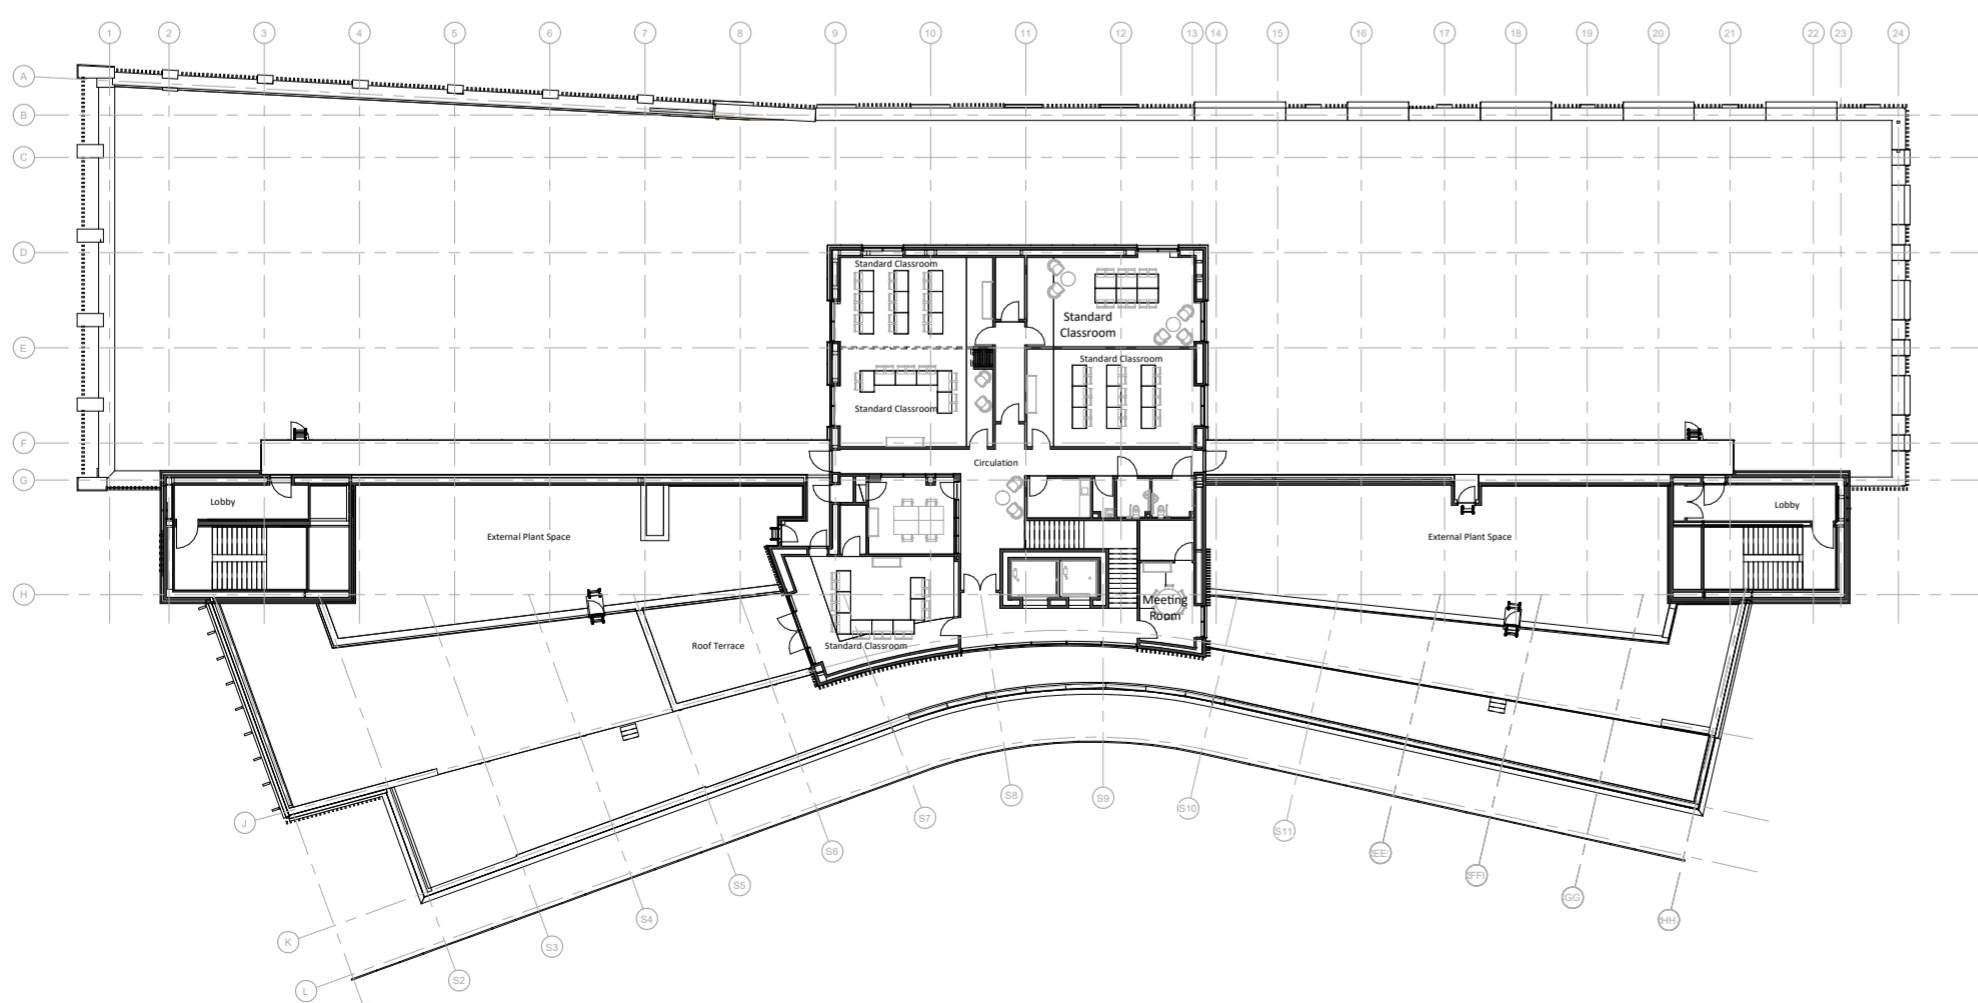 1 2 3 4 5 6 7 8 9 10 11 12 13 14 15 16 17 18 19 20 21 22 23 24
A
B
C
D
Standard Classroom
Standard
Classroom
E
Standard Classroom
Standard Classroom
F
Circulation
G
Lobby
Lobby
External Plant Space
External Plant Space
H
Meeting
Room
Roof Terrace
Standard Classroom
S8
S9
S10
S7
J
S11
S6
S5
GG
S4
HH
K
S3
S2
L